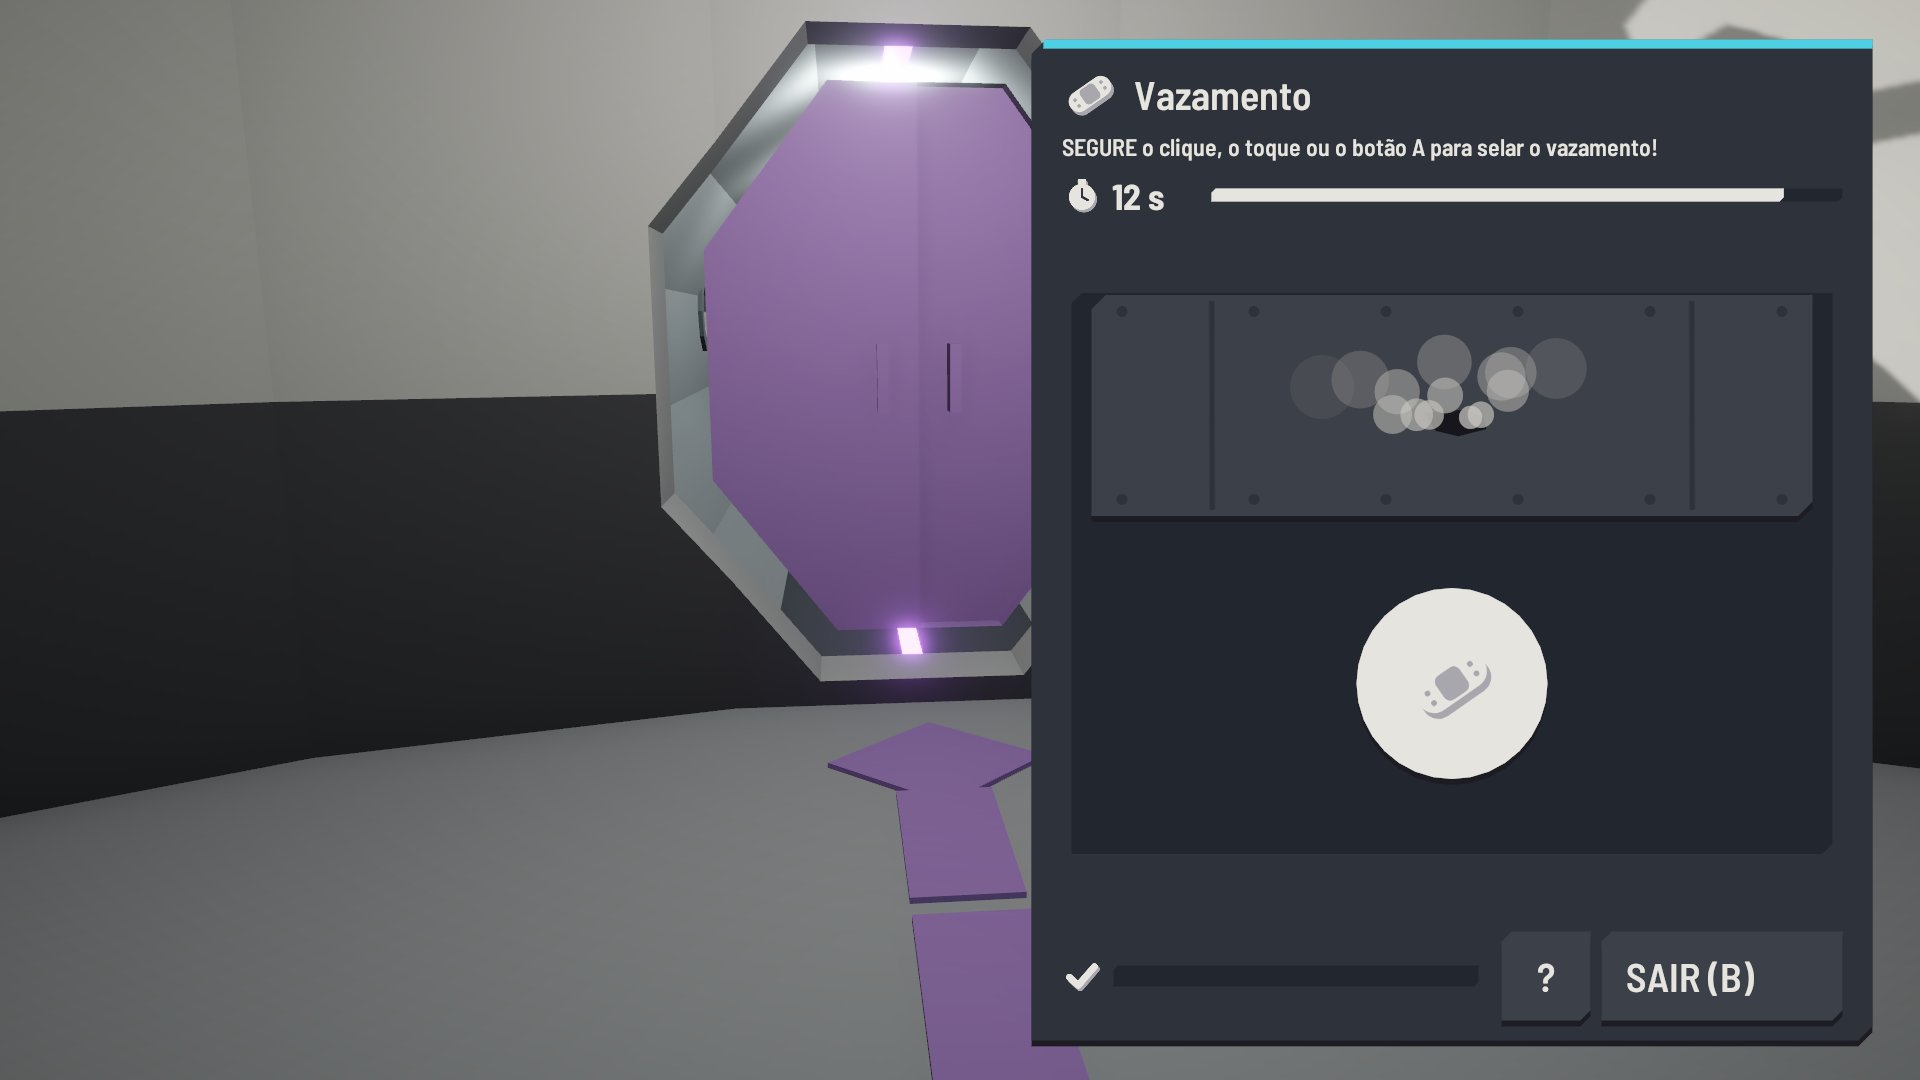 Vazamento
SEGURE o clique, o toque ou o botão A para selar o vazamento!
12 s
?
SAIR (B)